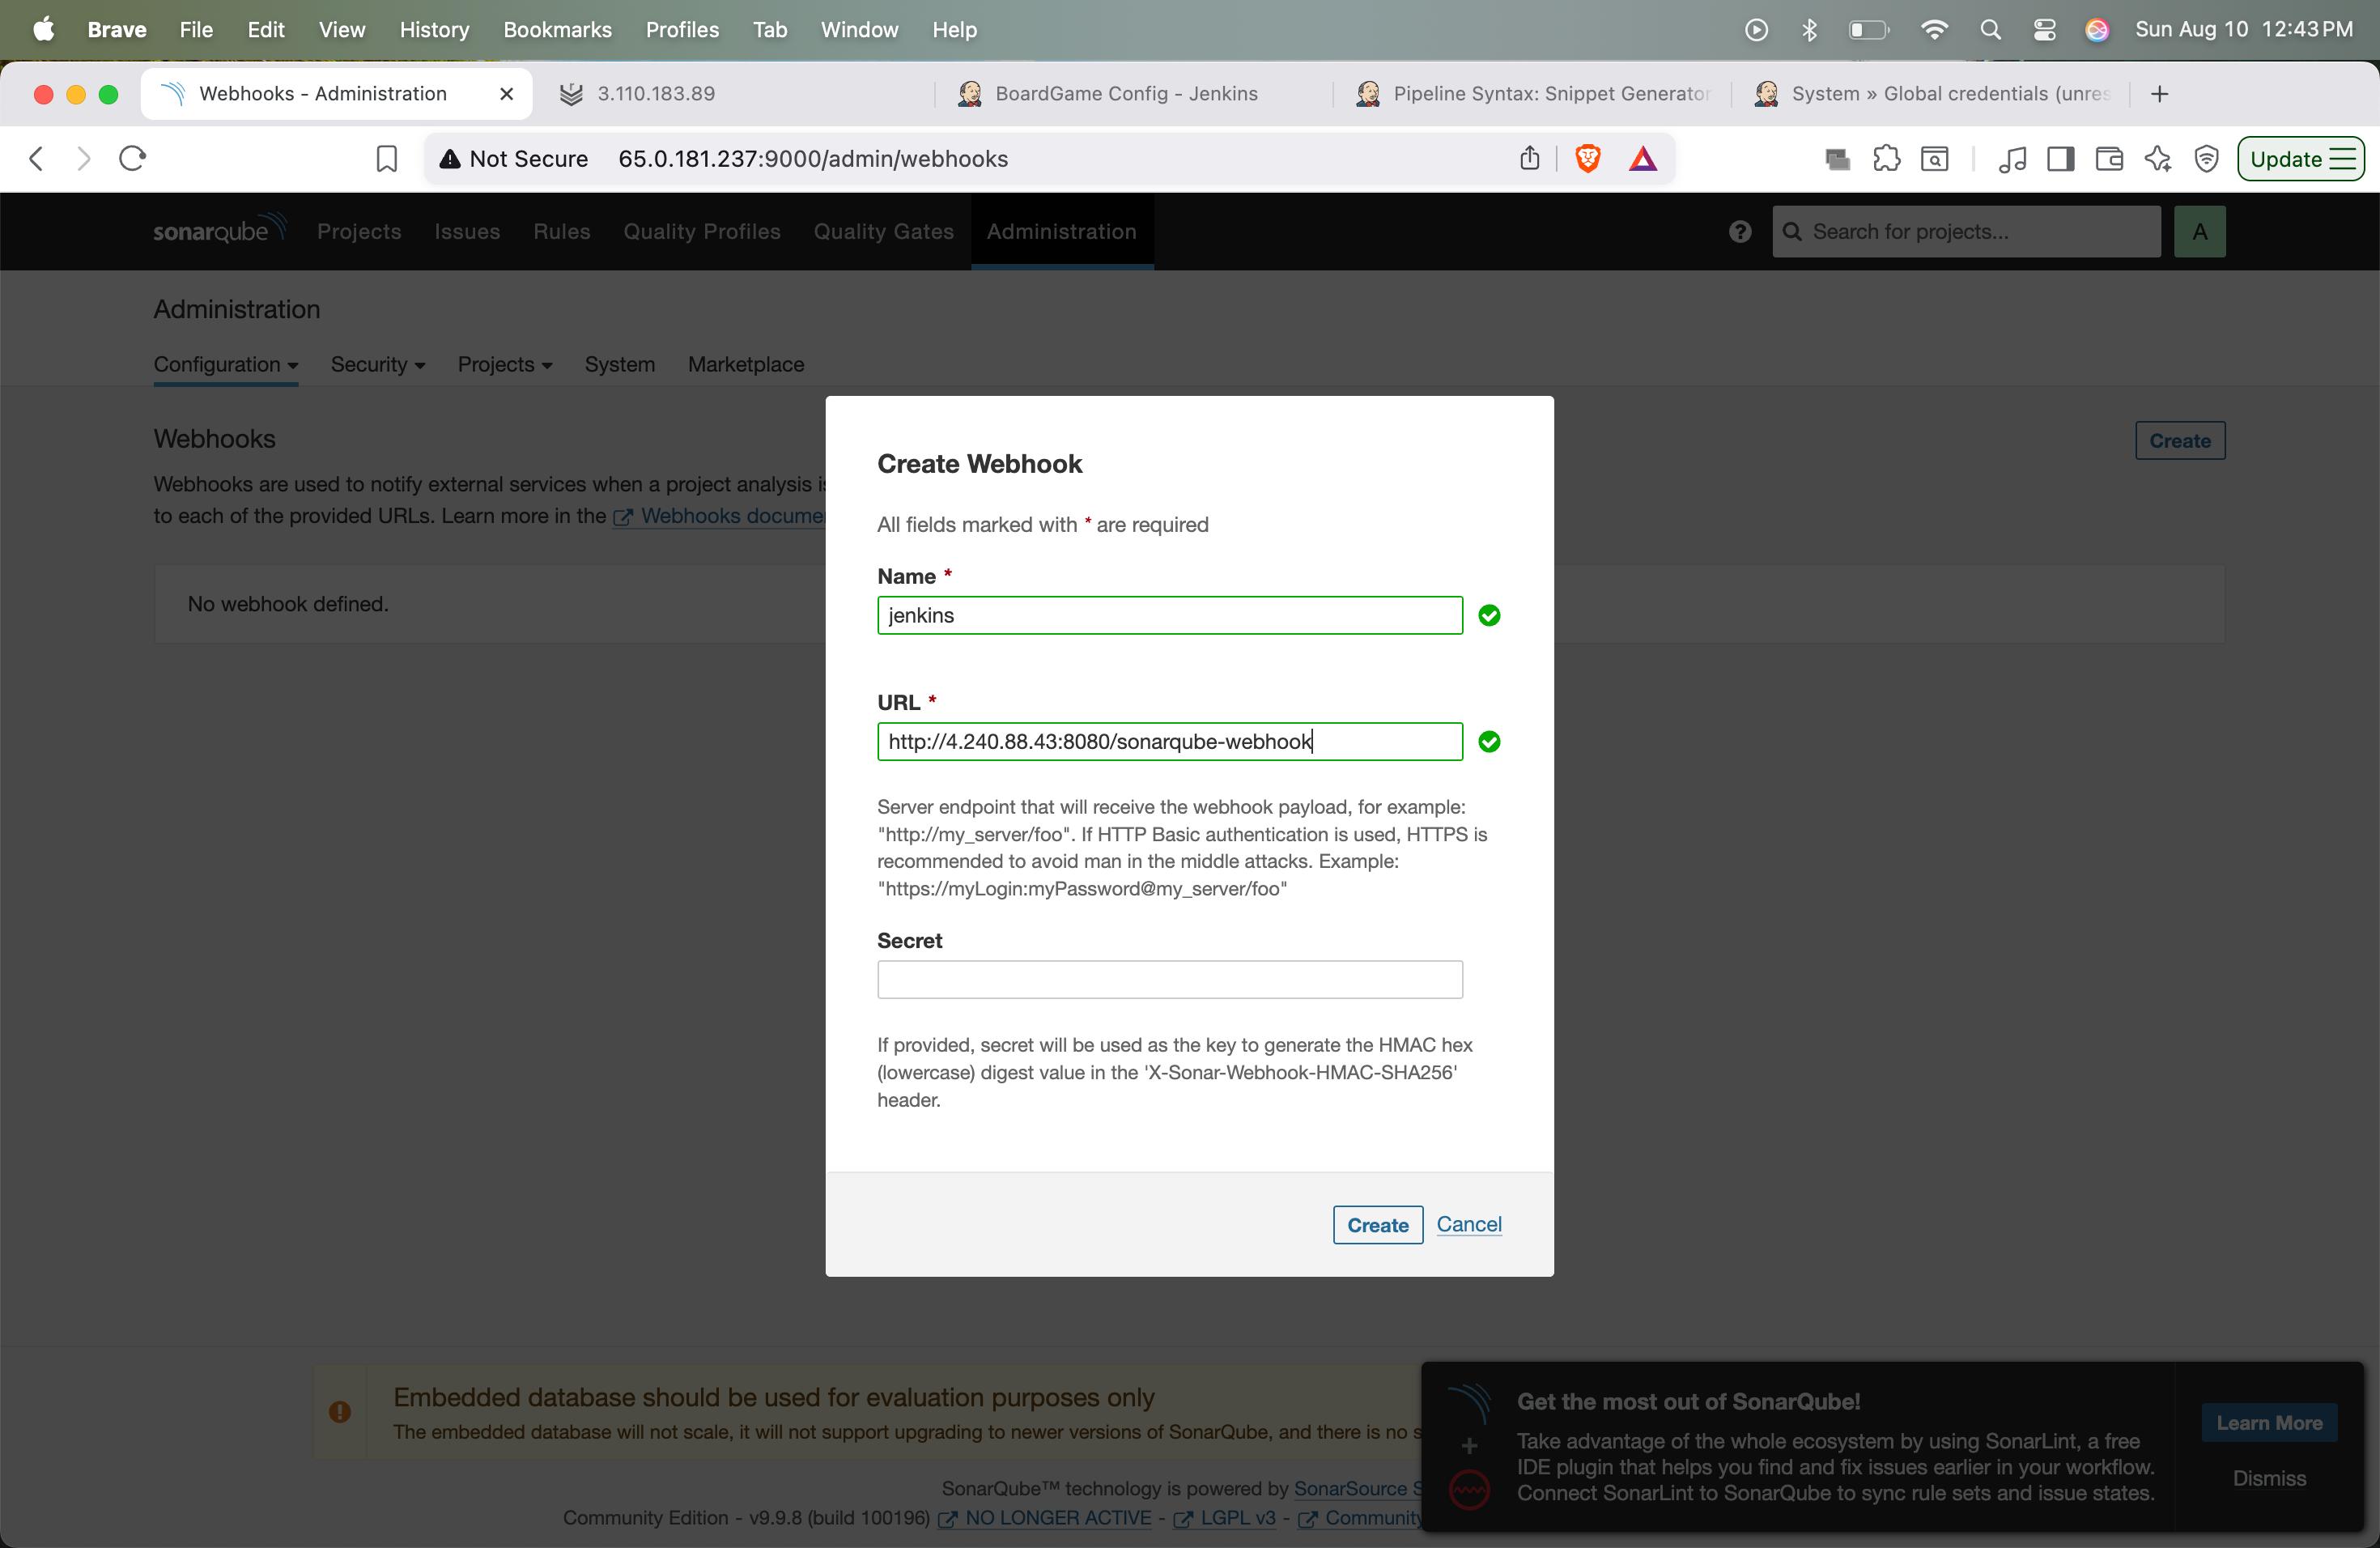 Brave File Edit View History Bookmarks Profiles Tab Window Help Sun Aug 10 12:43 PM
Webhooks - Administration 3.110.183.89 BoardGame Config - Jenkins Pipeline Syntax: Snippet Generator System » Global credentials (unres
Not Secure 65.0.181.237:9000/admin/webhooks Update
sonarqube Projects Issues Rules Quality Profiles Quality Gates Administration Search for projects... A
Administration
Configuration Security Projects System Marketplace
Webhooks
Create
Webhooks are used to notify external services when a project analysis is
to each of the provided URLs. Learn more in the Webhooks documen
No webhook defined.
Create Webhook
All fields marked with * are required
Name *
jenkins
URL *
http://4.240.88.43:8080/sonarqube-webhook
Server endpoint that will receive the webhook payload, for example:
"http://my_server/foo". If HTTP Basic authentication is used, HTTPS is
recommended to avoid man in the middle attacks. Example:
"https://myLogin:myPassword@my_server/foo"
Secret
If provided, secret will be used as the key to generate the HMAC hex
(lowercase) digest value in the 'X-Sonar-Webhook-HMAC-SHA256'
header.
Create Cancel
Embedded database should be used for evaluation purposes only
The embedded database will not scale, it will not support upgrading to newer versions of SonarQube, and there is no s
SonarQube™ technology is powered by SonarSource S
Community Edition - v9.9.8 (build 100196) NO LONGER ACTIVE - LGPL v3 - Community
Get the most out of SonarQube!
Take advantage of the whole ecosystem by using SonarLint, a free
IDE plugin that helps you find and fix issues earlier in your workflow.
Connect SonarLint to SonarQube to sync rule sets and issue states.
Learn More
Dismiss